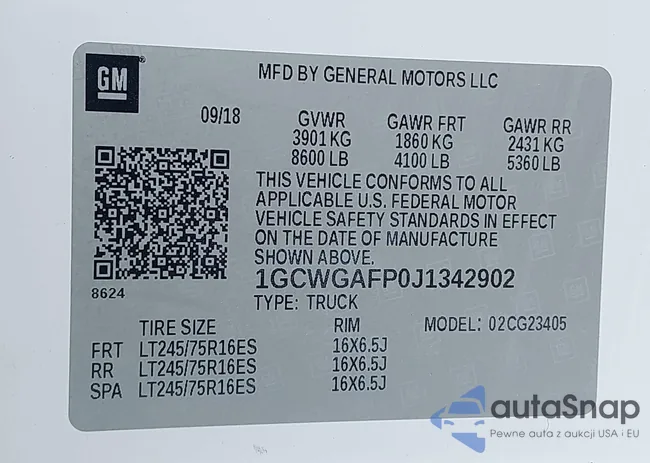 GM
MFD BY GENERAL MOTORS LLC
09/18 GVWR GAWR FRT GAWR RR
3901 KG 1860 KG 2431 KG
8600 LB 4100 LB 5360 LB
THIS VEHICLE CONFORMS TO ALL
APPLICABLE U.S. FEDERAL MOTOR
VEHICLE SAFETY STANDARDS IN EFFECT
ON THE DATE OF MANUFACTURE
SHOWN ABOVE.
8624
1GCWGAFP0J1342902
TYPE: TRUCK
TIRE SIZE RIM MODEL: 02CG23405
FRT LT245/75R16ES 16X6.5J
RR LT245/75R16ES 16X6.5J
SPA LT245/75R16ES 16X6.5J
autaSnap
Pewne auta z aukcji USA i EU